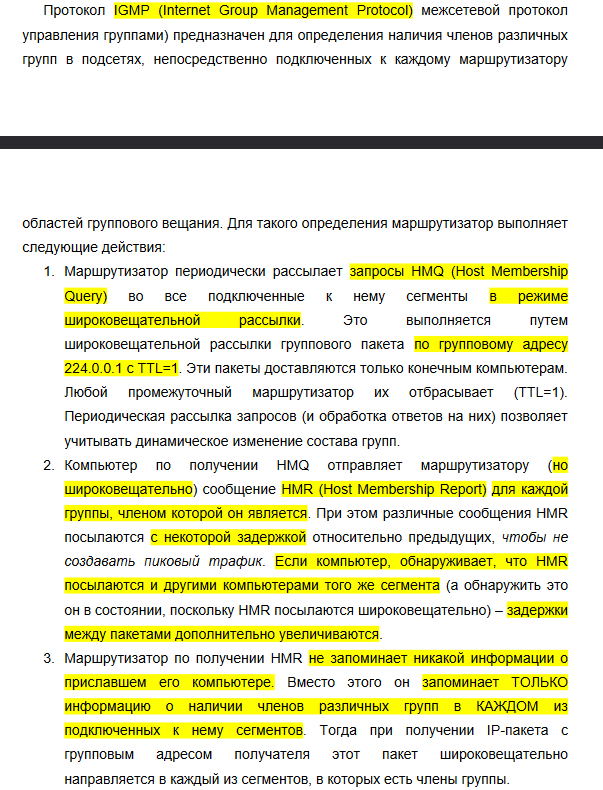 Протокол IGMP (Internet Group Management Protocol) межсетевой протокол
управления группами) предназначен для определения наличия членов различных
групп в подсетях, непосредственно подключенных к каждому маршрутизатору
областей группового вещания. Для такого определения маршрутизатор выполняет
следующие действия:
1. Маршрутизатор периодически рассылает запросы HMQ (Host Membership
Query) во все подключенные к нему сегменты в режиме
широковещательной рассылки. Это выполняется путем
широковещательной рассылки группового пакета по групповому адресу
224.0.0.1 с TTL=1. Эти пакеты доставляются только конечным компьютерам.
Любой промежуточный маршрутизатор их отбрасывает (TTL=1).
Периодическая рассылка запросов (и обработка ответов на них) позволяет
учитывать динамическое изменение состава групп.
2. Компьютер по получении HMQ отправляет маршрутизатору (но
широковещательно) сообщение HMR (Host Membership Report) для каждой
группы, членом которой он является. При этом различные сообщения HMR
посылаются с некоторой задержкой относительно предыдущих, чтобы не
создавать пиковый трафик. Если компьютер, обнаруживает, что HMR
посылаются и другими компьютерами того же сегмента (а обнаружить это
он в состоянии, поскольку HMR посылаются широковещательно) – задержки
между пакетами дополнительно увеличиваются.
3. Маршрутизатор по получении HMR не запоминает никакой информации о
приславшем его компьютере. Вместо этого он запоминает ТОЛЬКО
информацию о наличии членов различных групп в КАЖДОМ из
подключенных к нему сегментов. Тогда при получении IP-пакета с
групповым адресом получателя этот пакет широковещательно
направляется в каждый из сегментов, в которых есть члены группы.